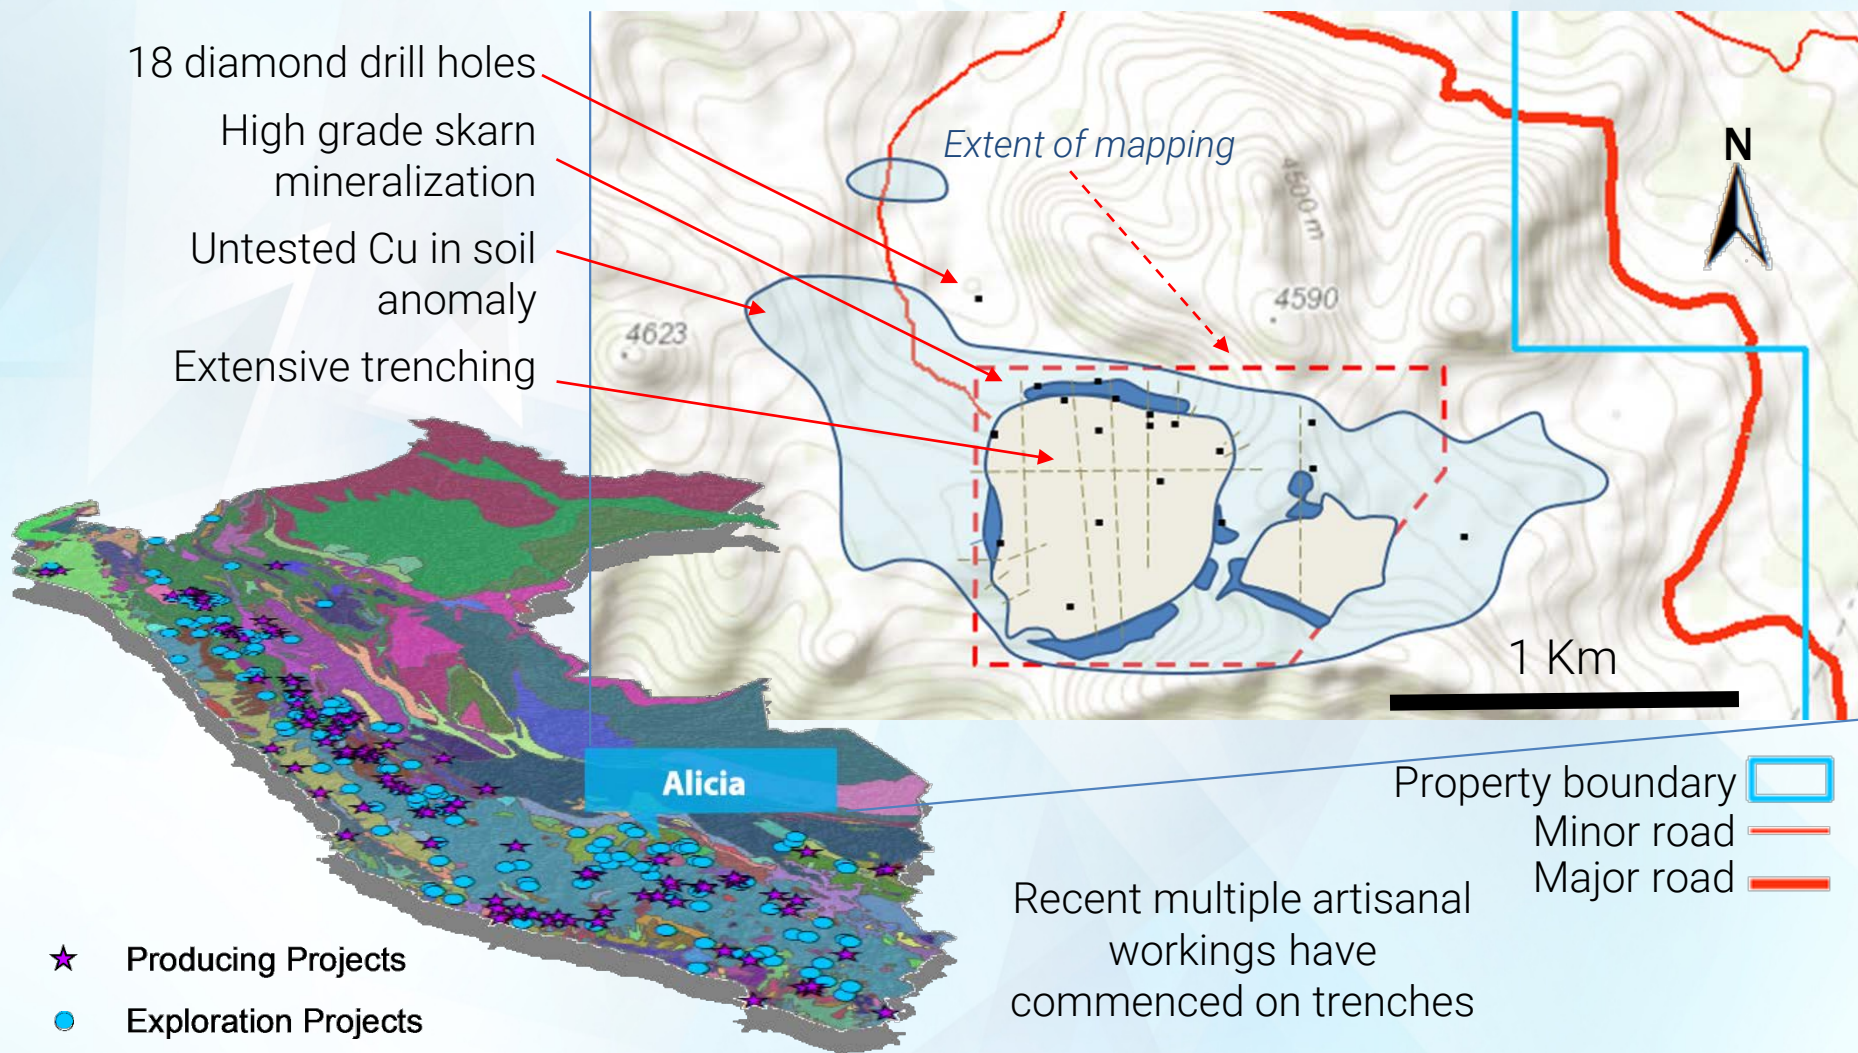 18 diamond drill holes
High grade skarn
mineralization
Untested Cu in soil
anomaly
Extensive trenching
Extent of mapping
4500 m
N
4590
4623
1 Km
Alicia
Property boundary
Minor road
Major road
Recent multiple artisanal
workings have
commenced on trenches
Producing Projects
Exploration Projects